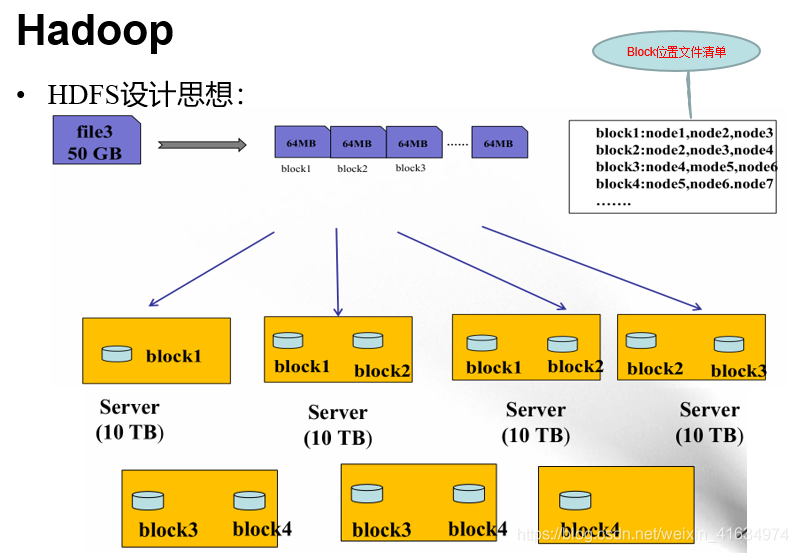 Hadoop
Block位置文件清单
• HDFS设计思想：
file3
50 GB
64MB 64MB 64MB ...... 64MB
block1 block2 block3
block1:node1,node2,node3
block2:node2,node3,node4
block3:node4,mode5,node6
block4:node5,node6.node7
.......
block1
block1 block2
block1 block2
block2 block3
Server
(10 TB)
Server
(10 TB)
Server
(10 TB)
Server
(10 TB)
block3 block4
block3 block4
block4
https://blog.csdn.net/weixin_41634974